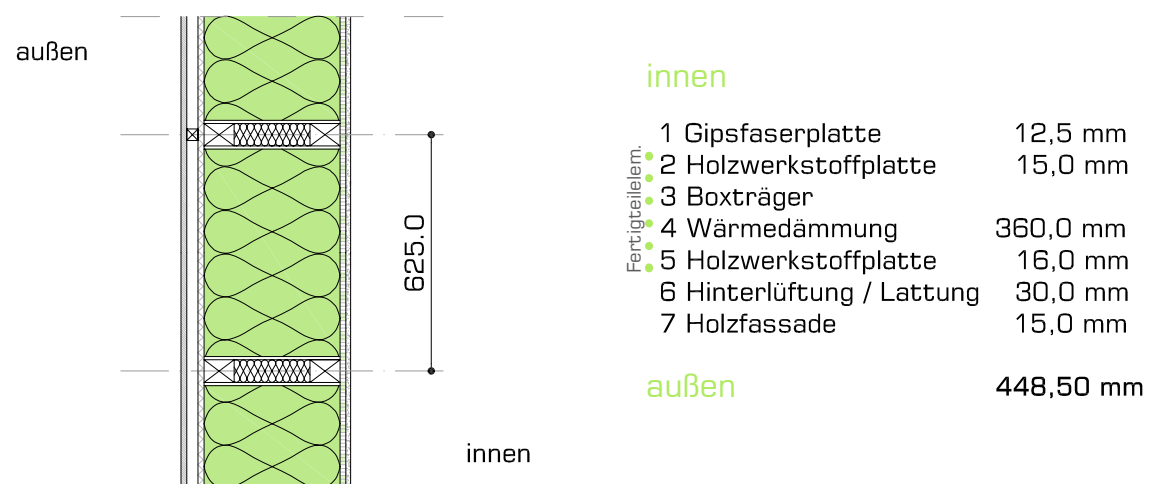 außen
625.0
innen
innen
1 Gipsfaserplatte 12,5 mm
2 Holzwerkstoffplatte 15,0 mm
3 Boxträger
4 Wärmedämmung 360,0 mm
5 Holzwerkstoffplatte 16,0 mm
6 Hinterlüftung / Lattung 30,0 mm
7 Holzfassade 15,0 mm
Fertigteilelem.
außen 448,50 mm